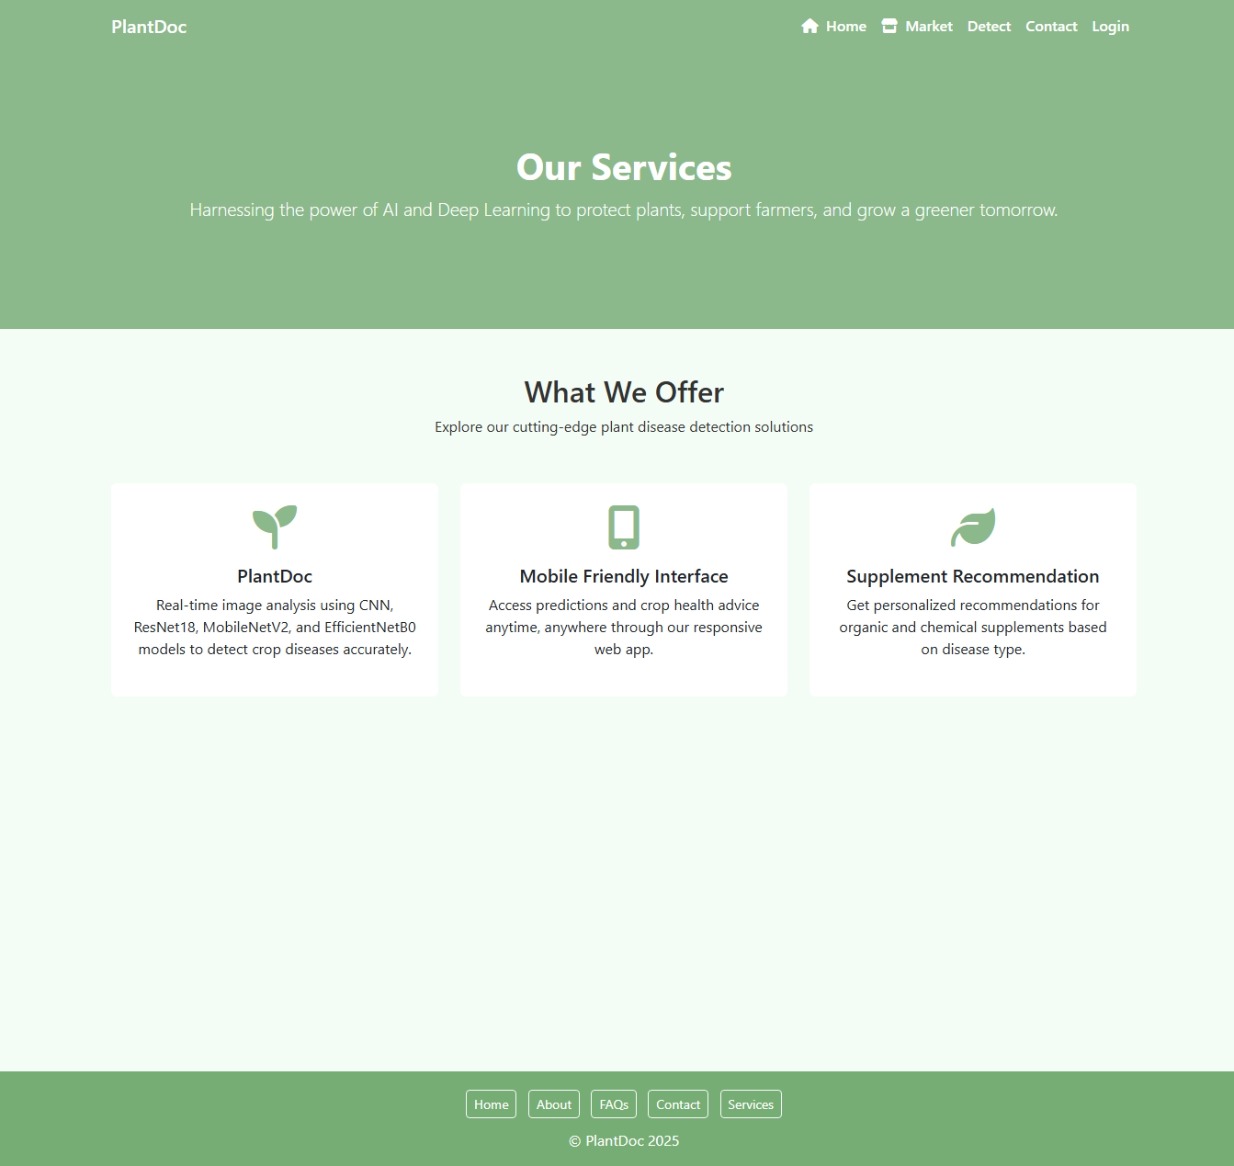 PlantDoc
Home Market Detect Contact Login
Our Services
Harnessing the power of AI and Deep Learning to protect plants, support farmers, and grow a greener tomorrow.
What We Offer
Explore our cutting-edge plant disease detection solutions
PlantDoc
Real-time image analysis using CNN,
ResNet18, MobileNetV2, and EfficientNetB0
models to detect crop diseases accurately.
Mobile Friendly Interface
Access predictions and crop health advice
anytime, anywhere through our responsive
web app.
Supplement Recommendation
Get personalized recommendations for
organic and chemical supplements based
on disease type.
Home About FAQs Contact Services
© PlantDoc 2025